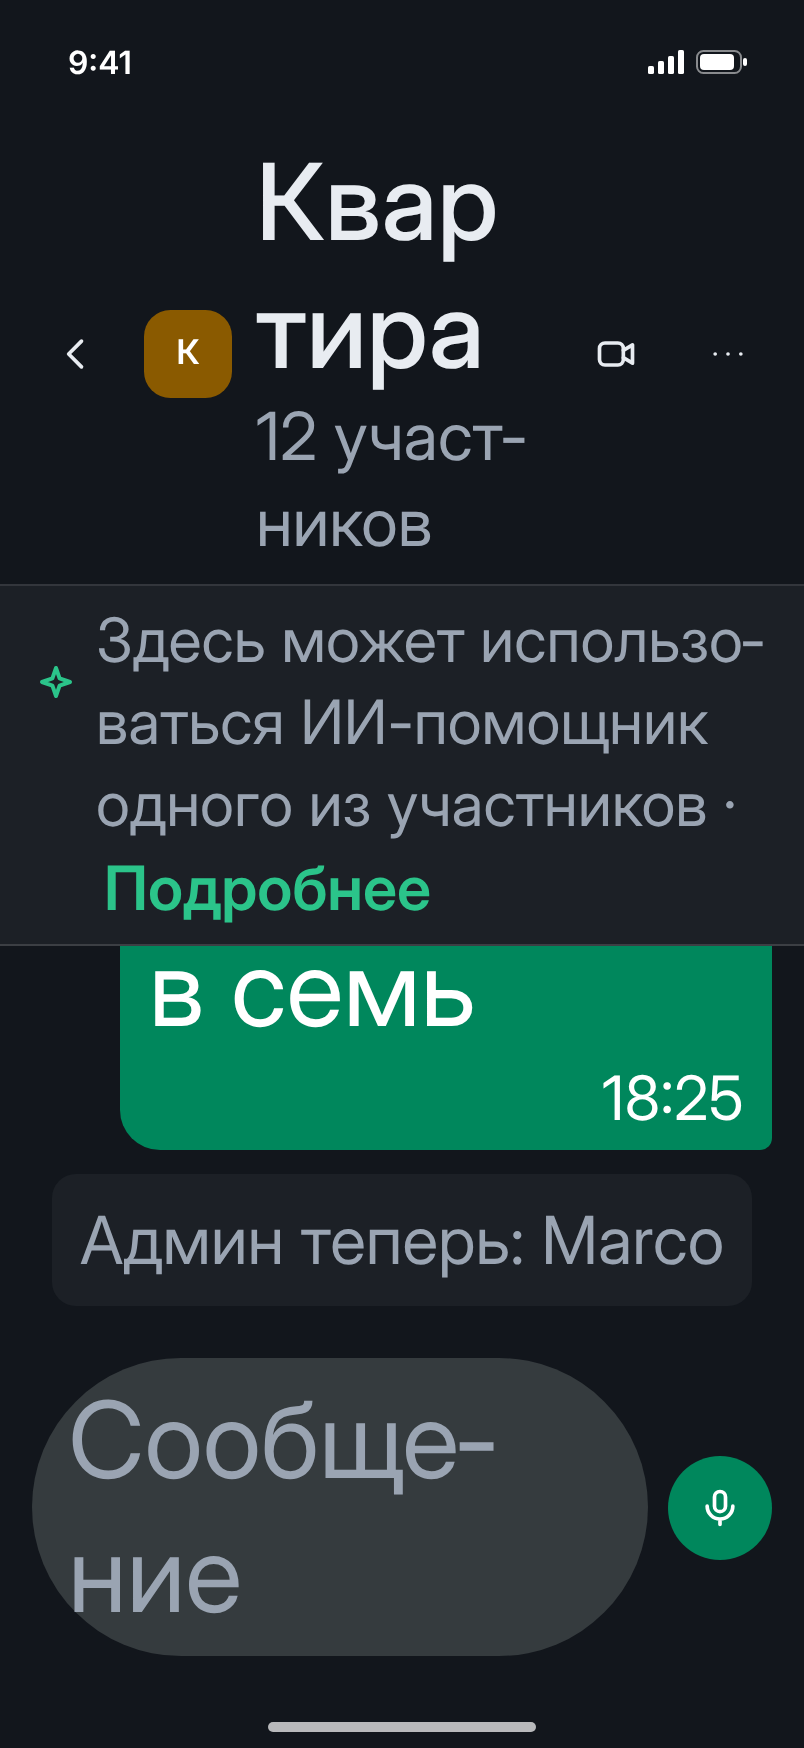 9:41
Квар
тира
К
12 участ-
ников
Здесь может использо-
ваться ИИ-помощник
одного из участников ·
Подробнее
в семь
18:25
Админ теперь: Marco
Сообще-
ние